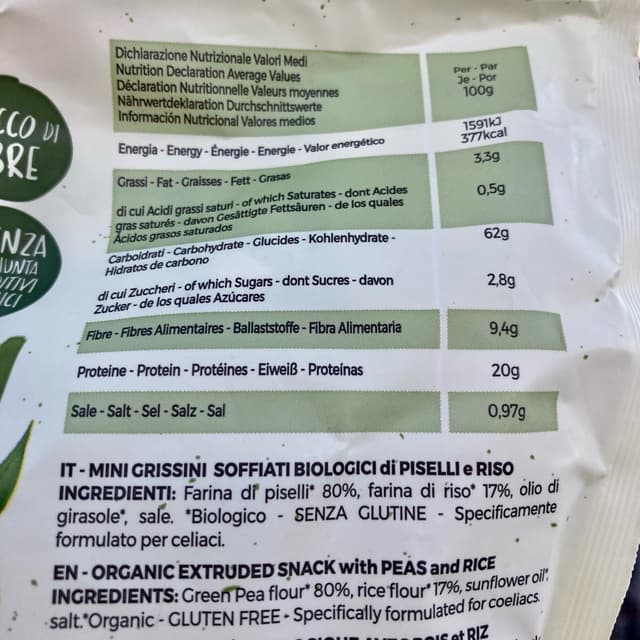 CCO DI
BRE
NZA
IUNTA
DITIVI
ICI
Dichiarazione Nutrizionale Valori Medi
Nutrition Declaration Average Values
Déclaration Nutritionnelle Valeurs moyennes
Nährwertdeklaration Durchschnittswerte
Información Nutricional Valores medios
Per - Par
Je - Por
100g
Energia - Energy - Énergie - Energie - Valor energético
1591kJ
377kcal
Grassi - Fat - Graisses - Fett - Grasas
3,3g
di cui Acidi grassi saturi - of which Saturates - dont Acides
gras saturés - davon Gesättigte Fettsäuren - de los quales
Ácidos grasos saturados
0,5g
Carboidrati - Carbohydrate - Glucides - Kohlenhydrate -
Hidratos de carbono
62g
di cui Zuccheri - of which Sugars - dont Sucres - davon
Zucker - de los quales Azúcares
2,8g
Fibre - Fibres Alimentaires - Ballaststoffe - Fibra Alimentaria
9,4g
Proteine - Protein - Protéines - Eiweiß - Proteínas
20g
Sale - Salt - Sel - Salz - Sal
0,97g
IT - MINI GRISSINI SOFFIATI BIOLOGICI di PISELLI e RISO
INGREDIENTI: Farina di piselli* 80%, farina di riso* 17%, olio di
girasole*, sale. *Biologico - SENZA GLUTINE - Specificamente
formulato per celiaci.
EN - ORGANIC EXTRUDED SNACK with PEAS and RICE
INGREDIENTS: Green Pea flour* 80%, rice flour* 17%, sunflower oil*,
salt.*Organic - GLUTEN FREE - Specifically formulated for coeliacs.
POIS et RIZ